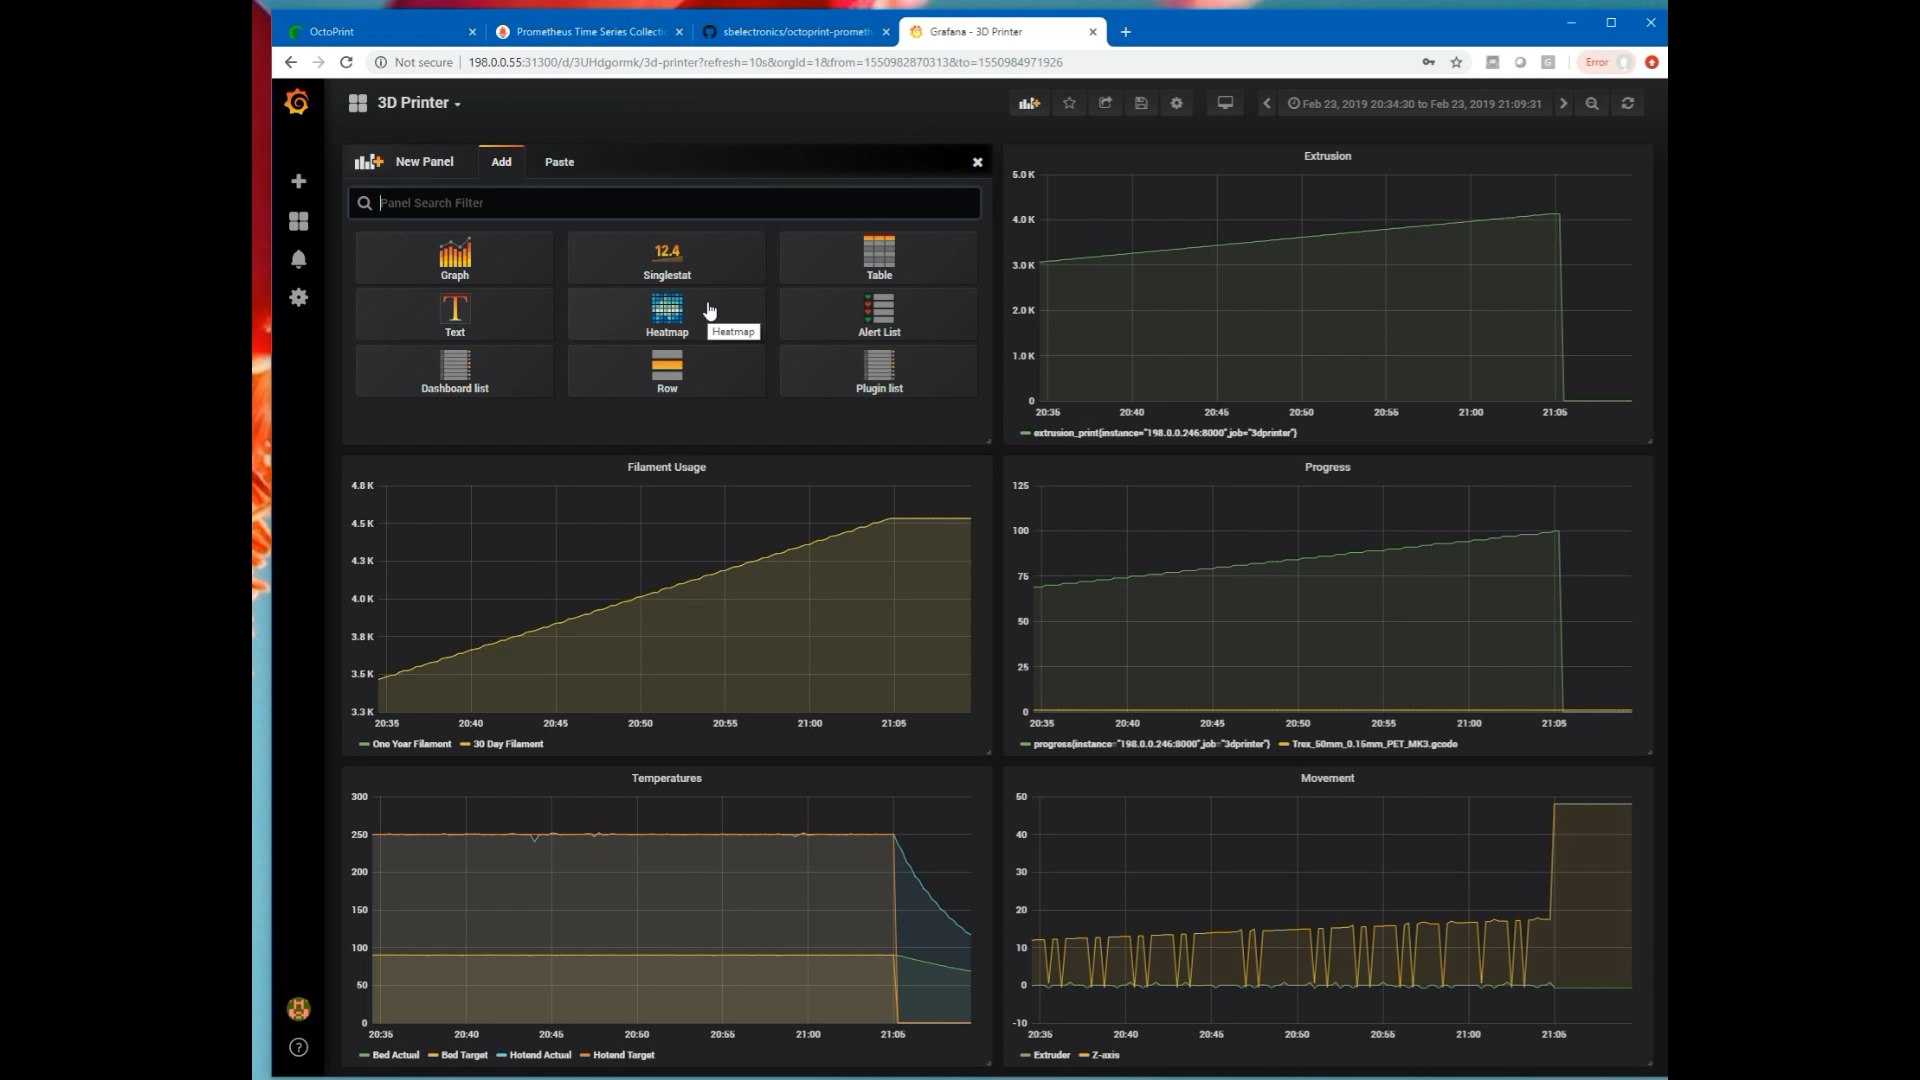 OctoPrint
Prometheus Time Series Collecti
sbelectronics/octoprint-prometh
Grafana - 3D Printer
Not secure
198.0.0.55:31300/d/3UHdgormk/3d-printer?refresh=10s&orgId=1&from=1550982870313&to=1550984971926
Error
3D Printer
Feb 23, 2019 20:34:30 to Feb 23, 2019 21:09:31
New Panel
Add
Paste
Panel Search Filter
Graph
12.4
Singlestat
Table
Text
Heatmap
Heatmap
Alert List
Dashboard list
Row
Plugin list
Extrusion
5.0 K
4.0 K
3.0 K
2.0 K
1.0 K
0
20:35 20:40 20:45 20:50 20:55 21:00 21:05
extrusion_print{instance="198.0.0.246:8000",job="3dprinter"}
Filament Usage
4.8 K
4.5 K
4.3 K
4.0 K
3.8 K
3.5 K
3.3 K
20:35 20:40 20:45 20:50 20:55 21:00 21:05
One Year Filament 30 Day Filament
Progress
125
100
75
50
25
0
20:35 20:40 20:45 20:50 20:55 21:00 21:05
progress{instance="198.0.0.246:8000",job="3dprinter"} Trex_50mm_0.15mm_PET_MK3.gcode
Temperatures
300
250
200
150
100
50
0
20:35 20:40 20:45 20:50 20:55 21:00 21:05
Bed Actual Bed Target Hotend Actual Hotend Target
Movement
50
40
30
20
10
0
-10
20:35 20:40 20:45 20:50 20:55 21:00 21:05
Extruder Z-axis